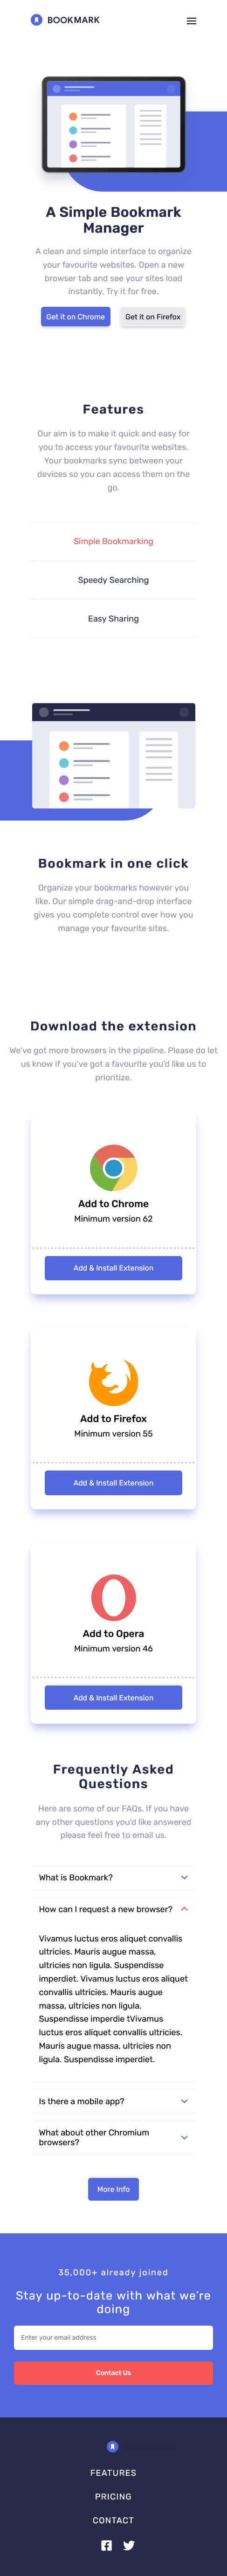 BOOKMARK
A Simple Bookmark
Manager
A clean and simple interface to organize
your favourite websites. Open a new
browser tab and see your sites load
instantly. Try it for free.
Get it on Chrome
Get it on Firefox
Features
Our aim is to make it quick and easy for
you to access your favourite websites.
Your bookmarks sync between your
devices so you can access them on the
go.
Simple Bookmarking
Speedy Searching
Easy Sharing
Bookmark in one click
Organize your bookmarks however you
like. Our simple drag-and-drop interface
gives you complete control over how you
manage your favourite sites.
Download the extension
We've got more browsers in the pipeline. Please do let
us know if you've got a favourite you'd like us to
prioritize.
Add to Chrome
Minimum version 62
Add & Install Extension
Add to Firefox
Minimum version 55
Add & Install Extension
Add to Opera
Minimum version 46
Add & Install Extension
Frequently Asked
Questions
Here are some of our FAQs. If you have
any other questions you'd like answered
please feel free to email us.
What is Bookmark?
How can I request a new browser?
Vivamus luctus eros aliquet convallis
ultricies. Mauris augue massa,
ultricies non ligula. Suspendisse
imperdiet. Vivamus luctus eros aliquet
convallis ultricies. Mauris augue
massa, ultricies non ligula.
Suspendisse imperdie tVivamus
luctus eros aliquet convallis ultricies.
Mauris augue massa, ultricies non
ligula. Suspendisse imperdiet.
Is there a mobile app?
What about other Chromium
browsers?
More Info
35,000+ already joined
Stay up-to-date with what we're
doing
Enter your email address
Contact Us
FEATURES
PRICING
CONTACT